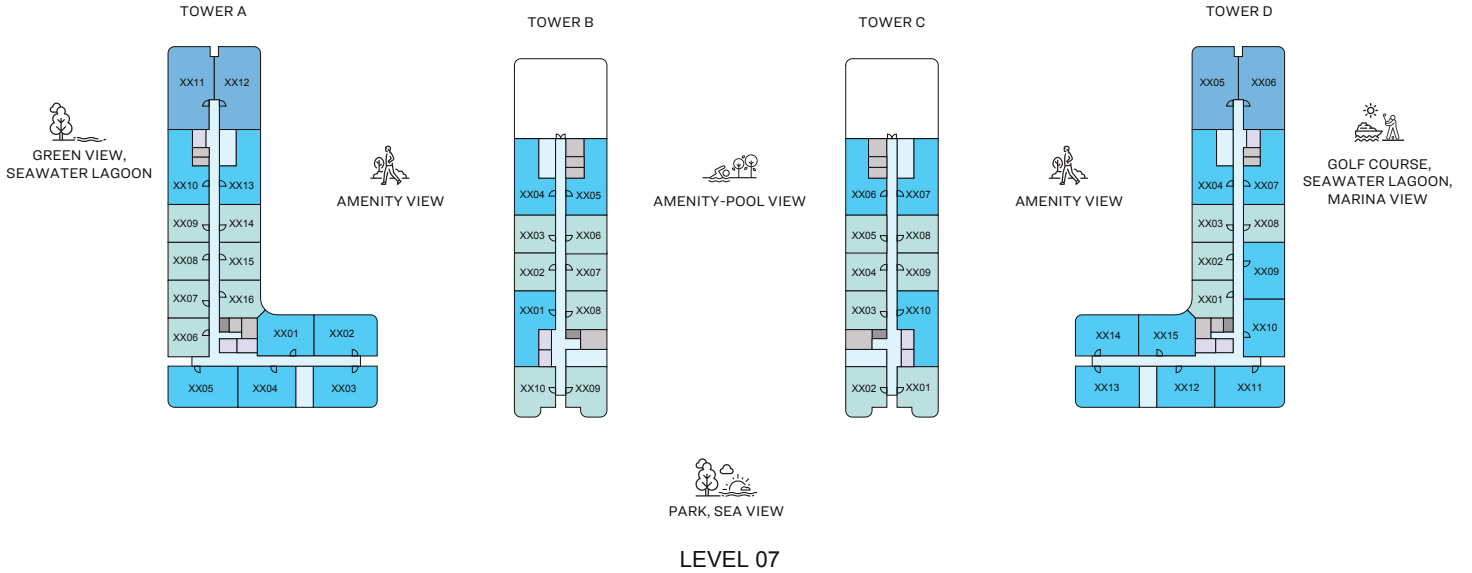 TOWER A
TOWER B
TOWER C
TOWER D
GREEN VIEW,
SEAWATER LAGOON
AMENITY VIEW
AMENITY-POOL VIEW
AMENITY VIEW
GOLF COURSE,
SEAWATER LAGOON,
MARINA VIEW
XX11 XX12
XX10 XX13
XX09 XX14
XX08 XX15
XX07 XX16
XX06 XX01 XX02
XX05 XX04 XX03
XX04 XX05
XX03 XX06
XX02 XX07
XX01 XX08
XX10 XX09
XX06 XX07
XX05 XX08
XX04 XX09
XX03 XX10
XX02 XX01
XX05 XX06
XX04 XX07
XX03 XX08
XX02 XX09
XX01
XX14 XX15 XX10
XX13 XX12 XX11
PARK, SEA VIEW
LEVEL 07